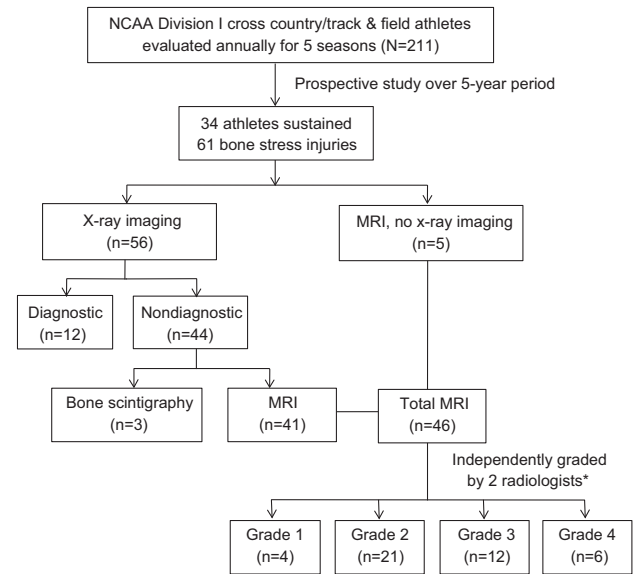 NCAA Division I cross country/track & field athletes
evaluated annually for 5 seasons (N=211)
Prospective study over 5-year period
34 athletes sustained
61 bone stress injuries
X-ray imaging
(n=56)
MRI, no x-ray imaging
(n=5)
Diagnostic
(n=12)
Nondiagnostic
(n=44)
Bone scintigraphy
(n=3)
MRI
(n=41)
Total MRI
(n=46)
Independently graded
by 2 radiologists*
Grade 1
(n=4)
Grade 2
(n=21)
Grade 3
(n=12)
Grade 4
(n=6)